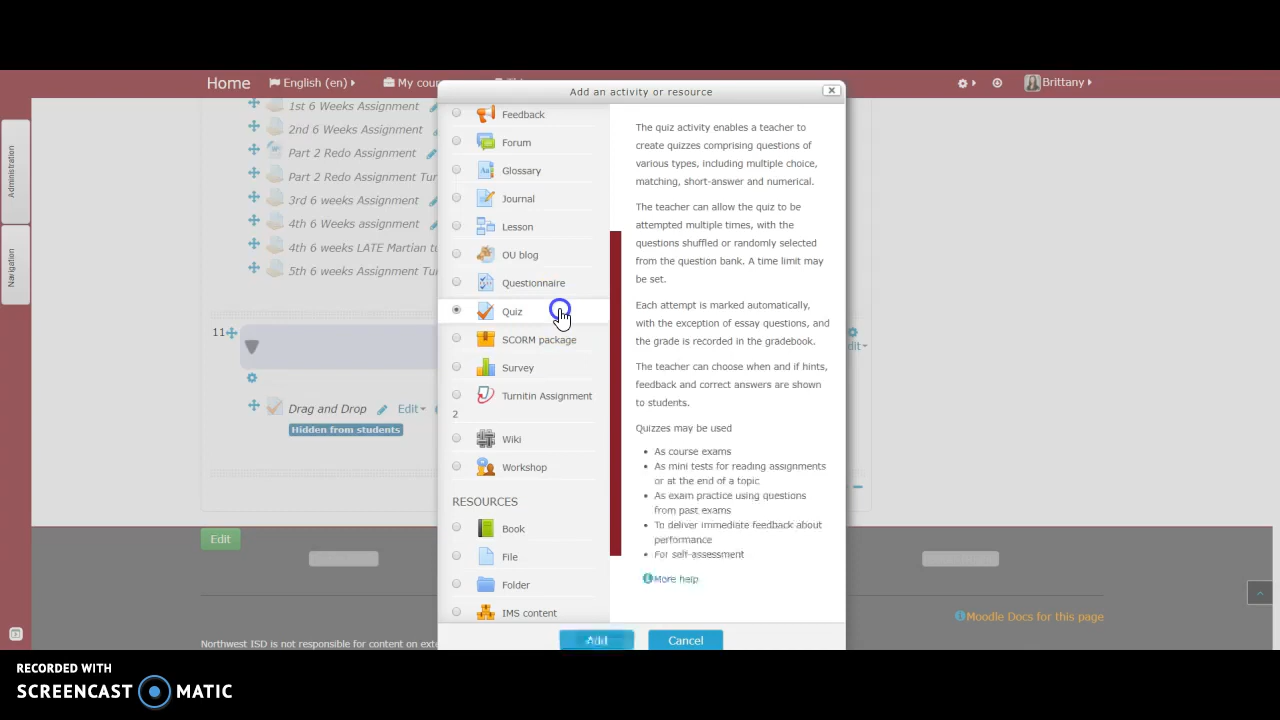 Home
English (en)
My cou
Brittany
Add an activity or resource
Administration
Navigation
1st 6 Weeks Assignment
2nd 6 Weeks Assignment
Part 2 Redo Assignment
Part 2 Redo Assignment Tur
3rd 6 weeks Assignment
4th 6 Weeks assignment
4th 6 weeks LATE Martian tu
5th 6 weeks Assignment Tur
11
Drag and Drop
Edit
Hidden from students
Feedback
Forum
Glossary
Journal
Lesson
OU blog
Questionnaire
Quiz
SCORM package
Survey
Turnitin Assignment
2
Wiki
Workshop
RESOURCES
Book
File
Folder
IMS content
The quiz activity enables a teacher to
create quizzes comprising questions of
various types, including multiple choice,
matching, short-answer and numerical.
The teacher can allow the quiz to be
attempted multiple times, with the
questions shuffled or randomly selected
from the question bank. A time limit may
be set.
Each attempt is marked automatically,
with the exception of essay questions, and
the grade is recorded in the gradebook.
The teacher can choose when and if hints,
feedback and correct answers are shown
to students.
Quizzes may be used
• As course exams
• As mini tests for reading assignments
or at the end of a topic
• As exam practice using questions
from past exams
• To deliver immediate feedback about
performance
• For self-assessment
More help
Add
Cancel
dit
Edit
Moodle Docs for this page
Northwest ISD is not responsible for content on ext
RECORDED WITH
SCREENCAST MATIC